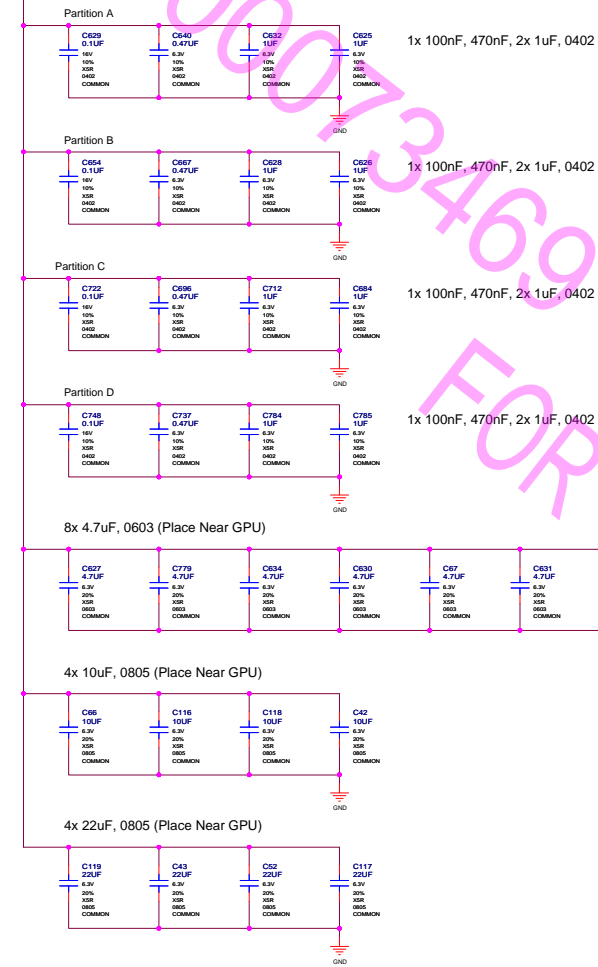 Partition A
C629 C640 C632 C625
0.1UF 0.47UF 1UF 1UF
1x 100nF, 470nF, 2x 1uF, 0402
16V 6.3V 6.3V 6.3V
10% 10% 10% 10%
X5R X5R X5R X5R
0402 0402 0402 0402
COMMON COMMON COMMON COMMON
GND
Partition B
C654 C667 C628 C626
0.1UF 0.47UF 1UF 1UF
1x 100nF, 470nF, 2x 1uF, 0402
16V 6.3V 6.3V 6.3V
10% 10% 10% 10%
X5R X5R X5R X5R
0402 0402 0402 0402
COMMON COMMON COMMON COMMON
GND
Partition C
C722 C696 C712 C684
0.1UF 0.47UF 1UF 1UF
1x 100nF, 470nF, 2x 1uF, 0402
16V 6.3V 6.3V 6.3V
10% 10% 10% 10%
X5R X5R X5R X5R
0402 0402 0402 0402
COMMON COMMON COMMON COMMON
GND
Partition D
C748 C737 C784 C785
0.1UF 0.47UF 1UF 1UF
1x 100nF, 470nF, 2x 1uF, 0402
16V 6.3V 6.3V 6.3V
10% 10% 10% 10%
X5R X5R X5R X5R
0402 0402 0402 0402
COMMON COMMON COMMON COMMON
GND
8x 4.7uF, 0603 (Place Near GPU)
C627 C779 C634 C630 C67 C631
4.7UF 4.7UF 4.7UF 4.7UF 4.7UF 4.7UF
6.3V 6.3V 6.3V 6.3V 6.3V 6.3V
20% 20% 20% 20% 20% 20%
X5R X5R X5R X5R X5R X5R
0603 0603 0603 0603 0603 0603
COMMON COMMON COMMON COMMON COMMON COMMON
4x 10uF, 0805 (Place Near GPU)
C66 C116 C118 C42
10UF 10UF 10UF 10UF
6.3V 6.3V 6.3V 6.3V
20% 20% 20% 20%
X5R X5R X5R X5R
0805 0805 0805 0805
COMMON COMMON COMMON COMMON
GND
4x 22uF, 0805 (Place Near GPU)
C119 C43 C52 C117
22UF 22UF 22UF 22UF
6.3V 6.3V 6.3V 6.3V
20% 20% 20% 20%
X5R X5R X5R X5R
0805 0805 0805 0805
COMMON COMMON COMMON COMMON
GND
00073469
FOR